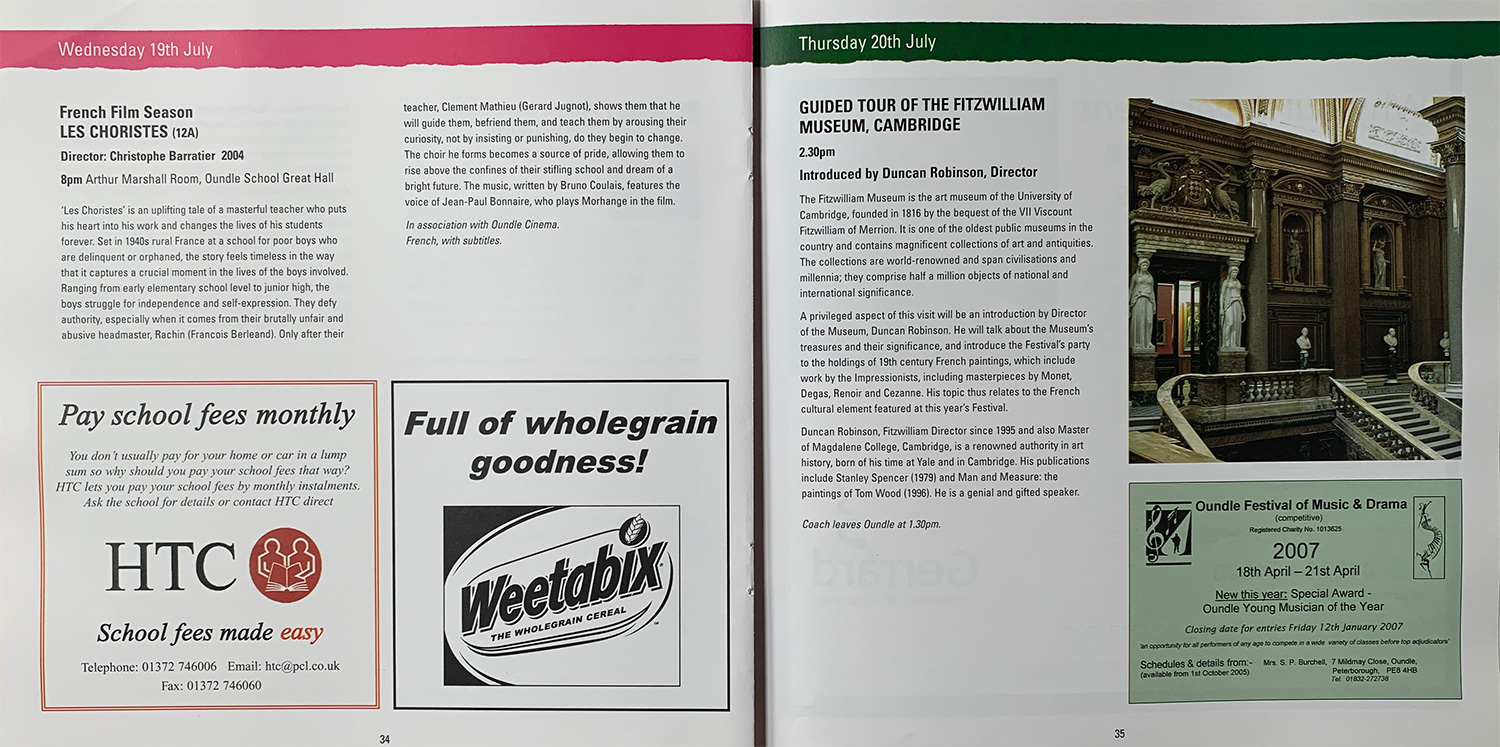 Wednesday 19th July
French Film Season
LES CHORISTES (12A)
Director: Christophe Barratier 2004
8pm Arthur Marshall Room, Oundle School Great Hall
'Les Choristes' is an uplifting tale of a masterful teacher who puts
his heart into his work and changes the lives of his students
forever. Set in 1940s rural France at a school for poor boys who
are delinquent or orphaned, the story feels timeless in the way
that it captures a crucial moment in the lives of the boys involved.
Ranging from early elementary school level to junior high, the
boys struggle for independence and self-expression. They defy
authority, especially when it comes from their brutally unfair and
abusive headmaster, Rachin (Francois Berleand). Only after their
teacher, Clement Mathieu (Gerard Jugnot), shows them that he
will guide them, befriend them, and teach them by arousing their
curiosity, not by insisting or punishing, do they begin to change.
The choir he forms becomes a source of pride, allowing them to
rise above the confines of their stifling school and dream of a
bright future. The music, written by Bruno Coulais, features the
voice of Jean-Paul Bonnaire, who plays Morhange in the film.
In association with Oundle Cinema.
French, with subtitles.
Pay school fees monthly
You don't usually pay for your home or car in a lump
sum so why should you pay your school fees that way?
HTC lets you pay your school fees by monthly instalments.
Ask the school for details or contact HTC direct
HTC
School fees made easy
Telephone: 01372 746006 Email: htc@pcl.co.uk
Fax: 01372 746060
Full of wholegrain
goodness!
Weetabix
THE WHOLEGRAIN CEREAL
34
Thursday 20th July
GUIDED TOUR OF THE FITZWILLIAM
MUSEUM, CAMBRIDGE
2.30pm
Introduced by Duncan Robinson, Director
The Fitzwilliam Museum is the art museum of the University of
Cambridge, founded in 1816 by the bequest of the VII Viscount
Fitzwilliam of Merrion. It is one of the oldest public museums in the
country and contains magnificent collections of art and antiquities.
The collections are world-renowned and span civilisations and
millennia; they comprise half a million objects of national and
international significance.
A privileged aspect of this visit will be an introduction by Director
of the Museum, Duncan Robinson. He will talk about the Museum's
treasures and their significance, and introduce the Festival's party
to the holdings of 19th century French paintings, which include
work by the Impressionists, including masterpieces by Monet,
Degas, Renoir and Cezanne. His topic thus relates to the French
cultural element featured at this year's Festival.
Duncan Robinson, Fitzwilliam Director since 1995 and also Master
of Magdalene College, Cambridge, is a renowned authority in art
history, born of his time at Yale and in Cambridge. His publications
include Stanley Spencer (1979) and Man and Measure: the
paintings of Tom Wood (1996). He is a genial and gifted speaker.
Coach leaves Oundle at 1.30pm.
Oundle Festival of Music & Drama
(competitive)
Registered Charity No. 1013625
2007
18th April – 21st April
New this year: Special Award -
Oundle Young Musician of the Year
Closing date for entries Friday 12th January 2007
'an opportunity for all performers of any age to compete in a wide variety of classes before top adjudicators'
Schedules & details from:- Mrs. S. P. Burchell, 7 Mildmay Close, Oundle,
(available from 1st October 2005) Peterborough, PE8 4HB
Tel. 01832-272738
35